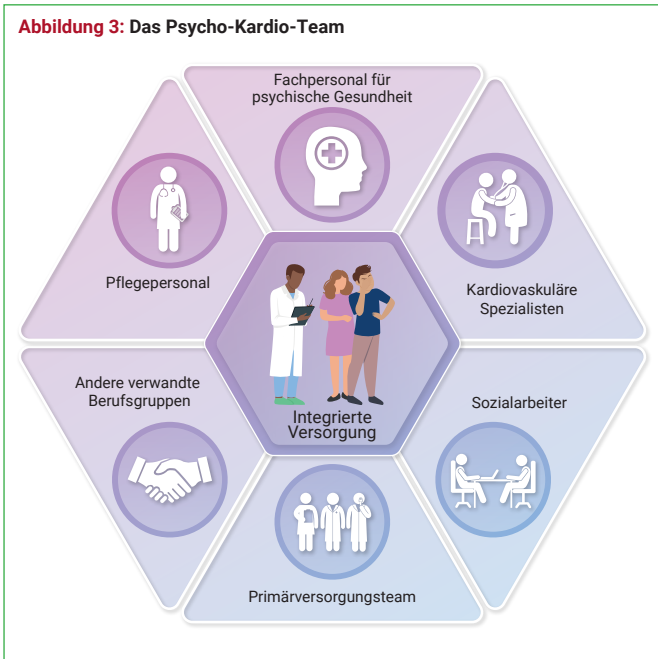 Abbildung 3: Das Psycho-Kardio-Team
Fachpersonal für
psychische Gesundheit
Pflegepersonal
Kardiovaskuläre
Spezialisten
Integrierte
Versorgung
Andere verwandte
Berufsgruppen
Sozialarbeiter
Primärversorgungsteam